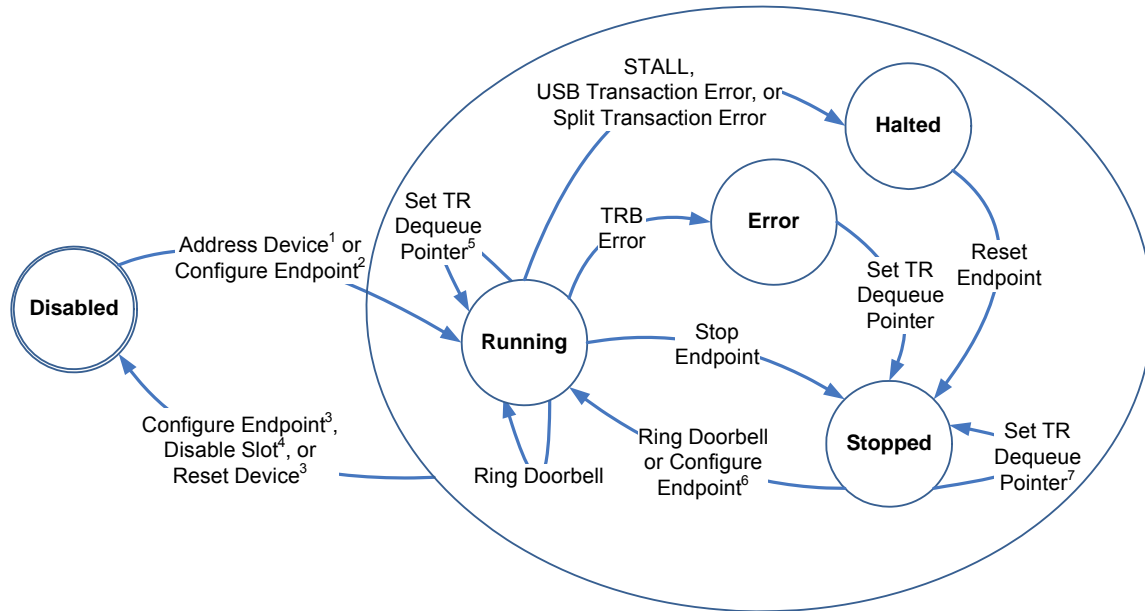 STALL,
USB Transaction Error, or
Split Transaction Error
Halted
Set TR
Dequeue
Pointer⁵
TRB
Error
Error
Address Device¹ or
Configure Endpoint²
Reset
Endpoint
Set TR
Dequeue
Pointer
Disabled
Running
Stop
Endpoint
Configure Endpoint³,
Disable Slot⁴, or
Reset Device³
Ring Doorbell
Ring Doorbell
or Configure
Endpoint⁶
Stopped
Set TR
Dequeue
Pointer⁷